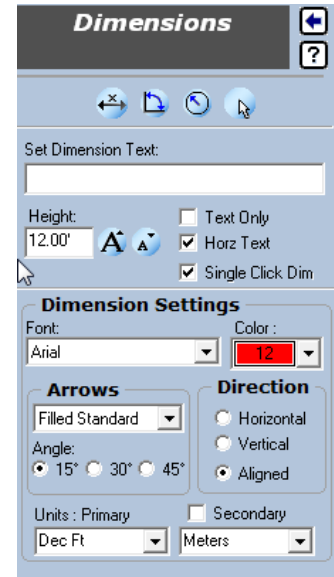 Dimensions
?
x
Set Dimension Text:
Height:
12.00'
A A
Text Only
Horz Text
Single Click Dim
Dimension Settings
Font:
Arial
Color :
12
Arrows
Filled Standard
Angle:
15° 30° 45°
Direction
Horizontal
Vertical
Aligned
Units : Primary
Dec Ft
Secondary
Meters